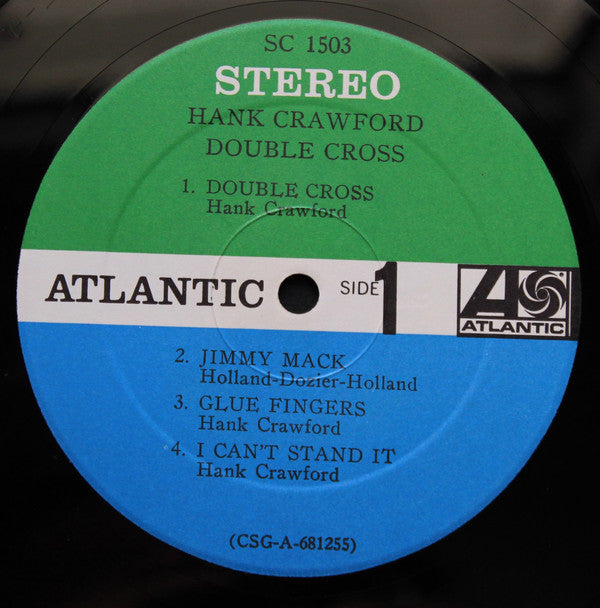 SC 1503
STEREO
HANK CRAWFORD
DOUBLE CROSS
1. DOUBLE CROSS
Hank Crawford
ATLANTIC
SIDE 1
ATLANTIC
2. JIMMY MACK
Holland-Dozier-Holland
3. GLUE FINGERS
Hank Crawford
4. I CAN'T STAND IT
Hank Crawford
(CSG-A-681255)